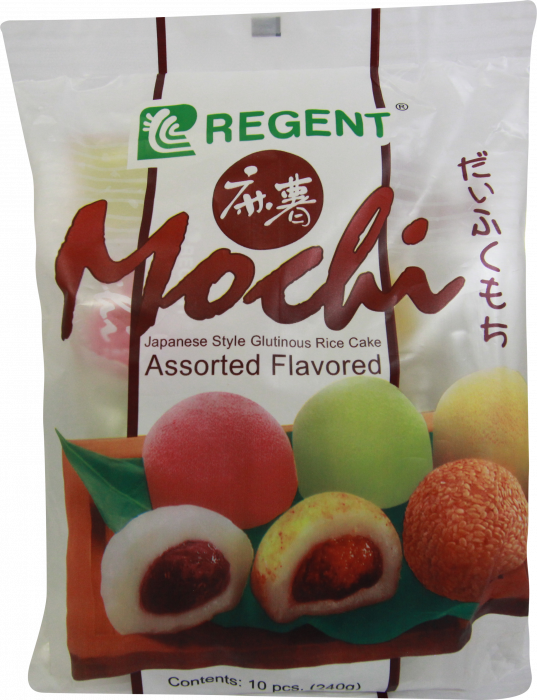 REGENT®
麻薯
Mochi
だいふくもち
Japanese Style Glutinous Rice Cake
Assorted Flavored
Contents: 10 pcs. (240g)